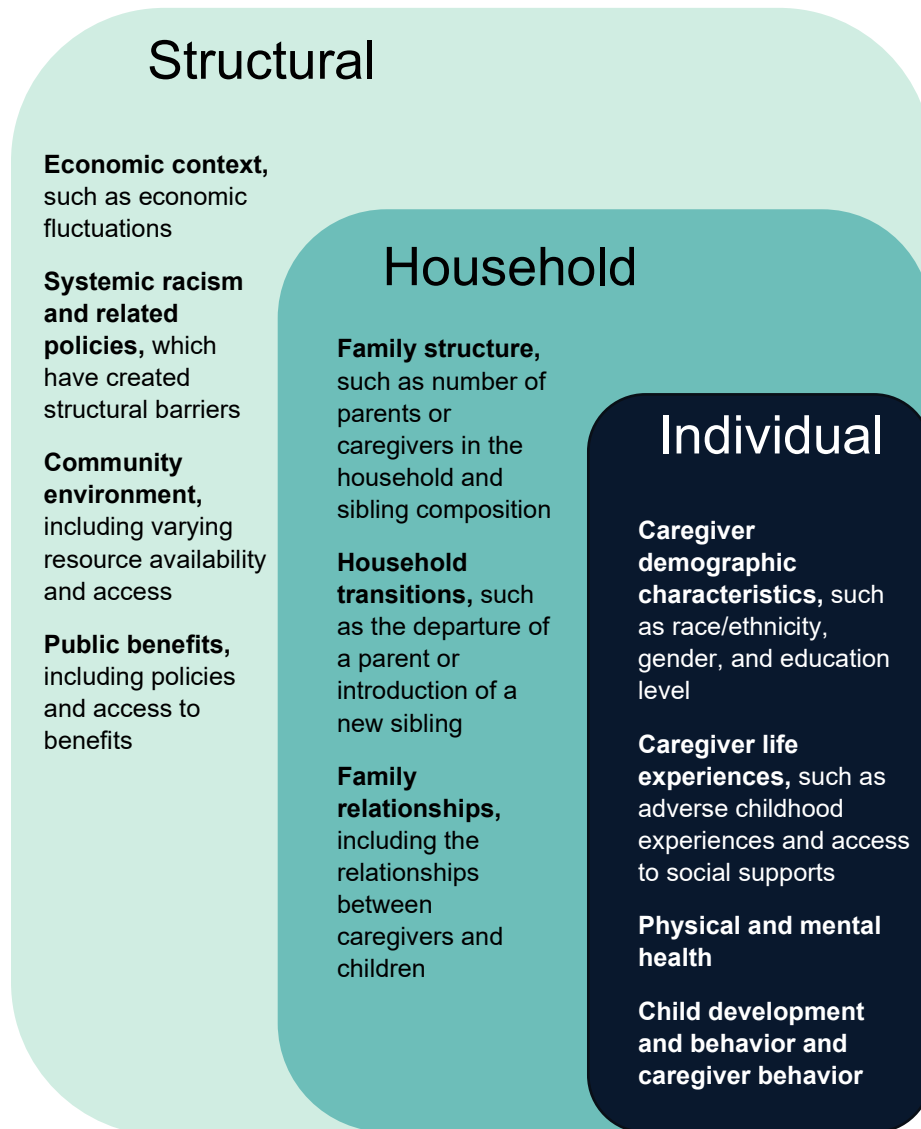 Structural
Economic context,
such as economic
fluctuations
Systemic racism
and related
policies, which
have created
structural barriers
Community
environment,
including varying
resource availability
and access
Public benefits,
including policies
and access to
benefits
Household
Family structure,
such as number of
parents or
caregivers in the
household and
sibling composition
Household
transitions, such
as the departure of
a parent or
introduction of a
new sibling
Family
relationships,
including the
relationships
between
caregivers and
children
Individual
Caregiver
demographic
characteristics, such
as race/ethnicity,
gender, and education
level
Caregiver life
experiences, such as
adverse childhood
experiences and access
to social supports
Physical and mental
health
Child development
and behavior and
caregiver behavior